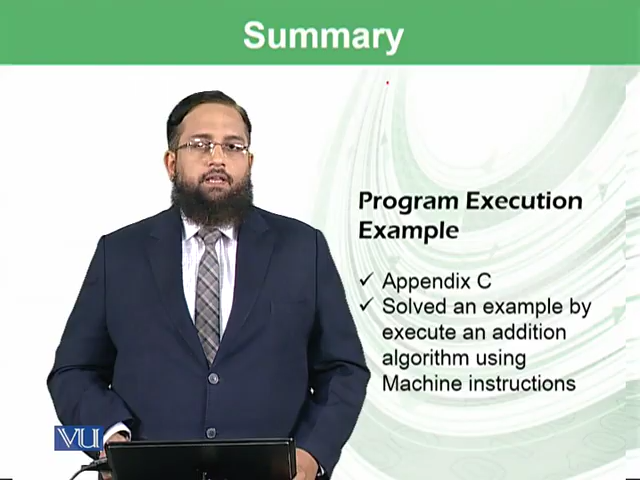 Summary
Program Execution
Example
✓ Appendix C
✓ Solved an example by
execute an addition
algorithm using
Machine instructions
VU